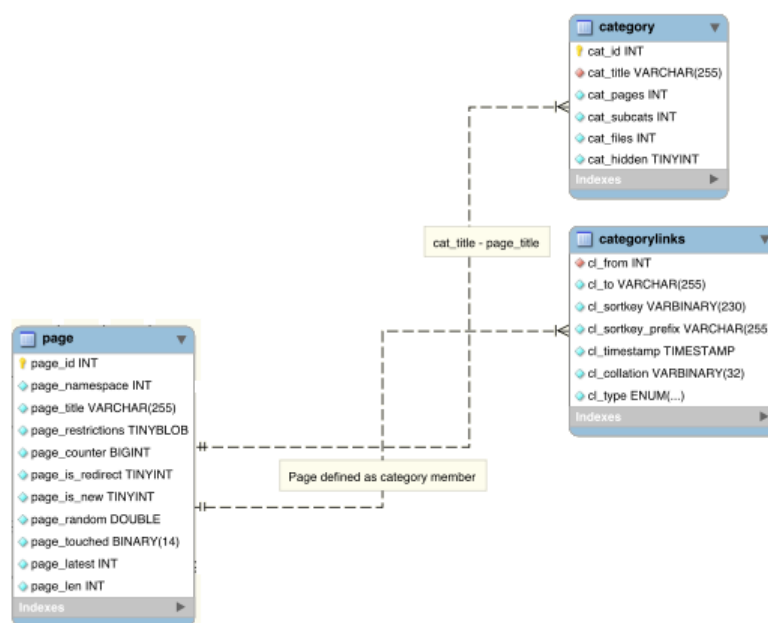 category
cat_id INT
cat_title VARCHAR(255)
cat_pages INT
cat_subcats INT
cat_files INT
cat_hidden TINYINT
Indexes
cat_title - page_title
categorylinks
cl_from INT
cl_to VARCHAR(255)
cl_sortkey VARBINARY(230)
cl_sortkey_prefix VARCHAR(255
cl_timestamp TIMESTAMP
cl_collation VARBINARY(32)
cl_type ENUM(...)
Indexes
page
page_id INT
page_namespace INT
page_title VARCHAR(255)
page_restrictions TINYBLOB
page_counter BIGINT
page_is_redirect TINYINT
page_is_new TINYINT
page_random DOUBLE
page_touched BINARY(14)
page_latest INT
page_len INT
Indexes
Page defined as category member